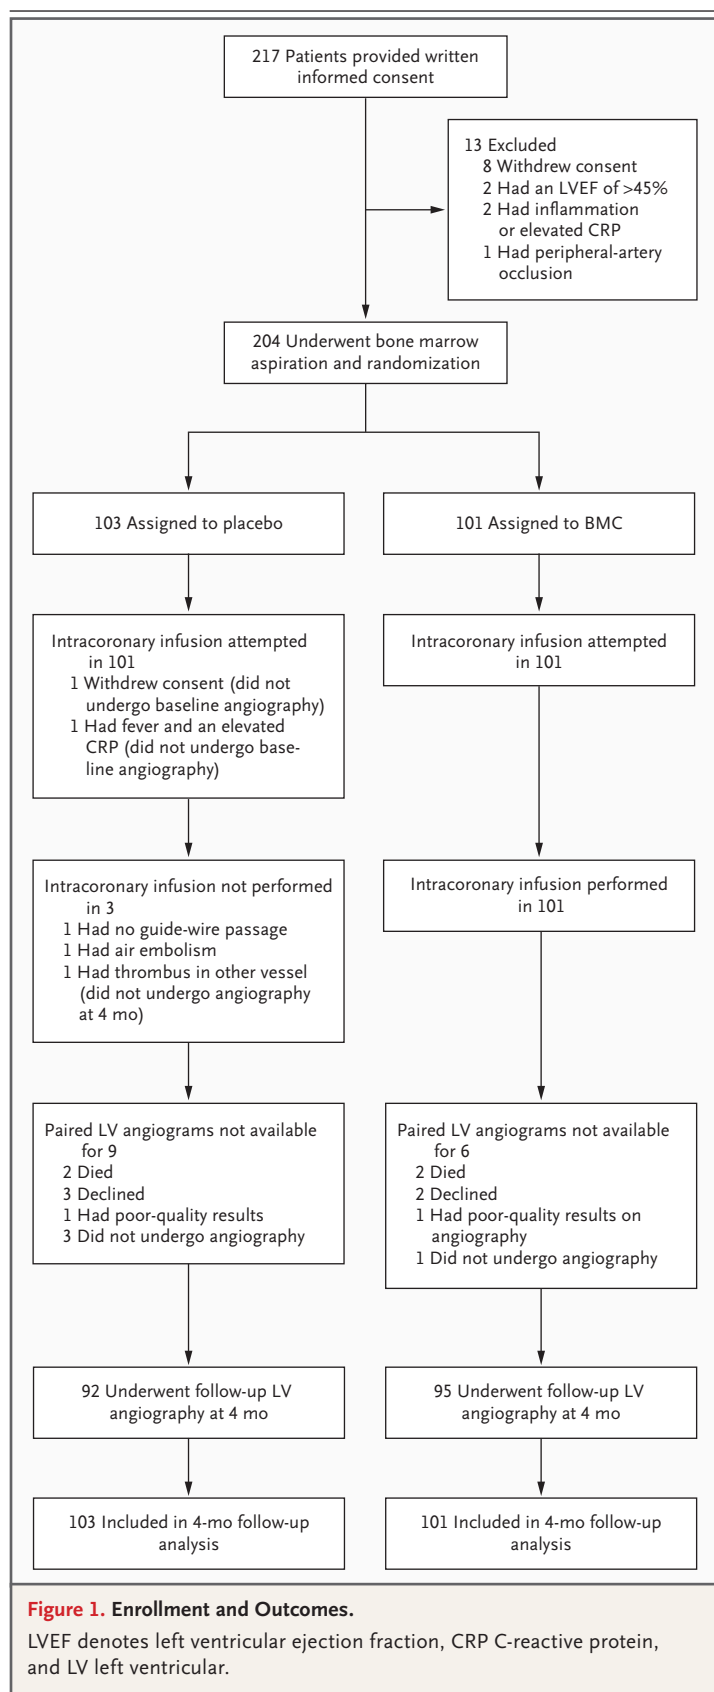 217 Patients provided written
informed consent
13 Excluded
8 Withdrew consent
2 Had an LVEF of >45%
2 Had inflammation
or elevated CRP
1 Had peripheral-artery
occlusion
204 Underwent bone marrow
aspiration and randomization
103 Assigned to placebo
101 Assigned to BMC
Intracoronary infusion attempted
in 101
1 Withdrew consent (did not
undergo baseline angiography)
1 Had fever and an elevated
CRP (did not undergo base-
line angiography)
Intracoronary infusion attempted
in 101
Intracoronary infusion not performed
in 3
1 Had no guide-wire passage
1 Had air embolism
1 Had thrombus in other vessel
(did not undergo angiography
at 4 mo)
Intracoronary infusion performed
in 101
Paired LV angiograms not available
for 9
2 Died
3 Declined
1 Had poor-quality results
3 Did not undergo angiography
Paired LV angiograms not available
for 6
2 Died
2 Declined
1 Had poor-quality results on
angiography
1 Did not undergo angiography
92 Underwent follow-up LV
angiography at 4 mo
95 Underwent follow-up LV
angiography at 4 mo
103 Included in 4-mo follow-up
analysis
101 Included in 4-mo follow-up
analysis
Figure 1. Enrollment and Outcomes.
LVEF denotes left ventricular ejection fraction, CRP C-reactive protein,
and LV left ventricular.